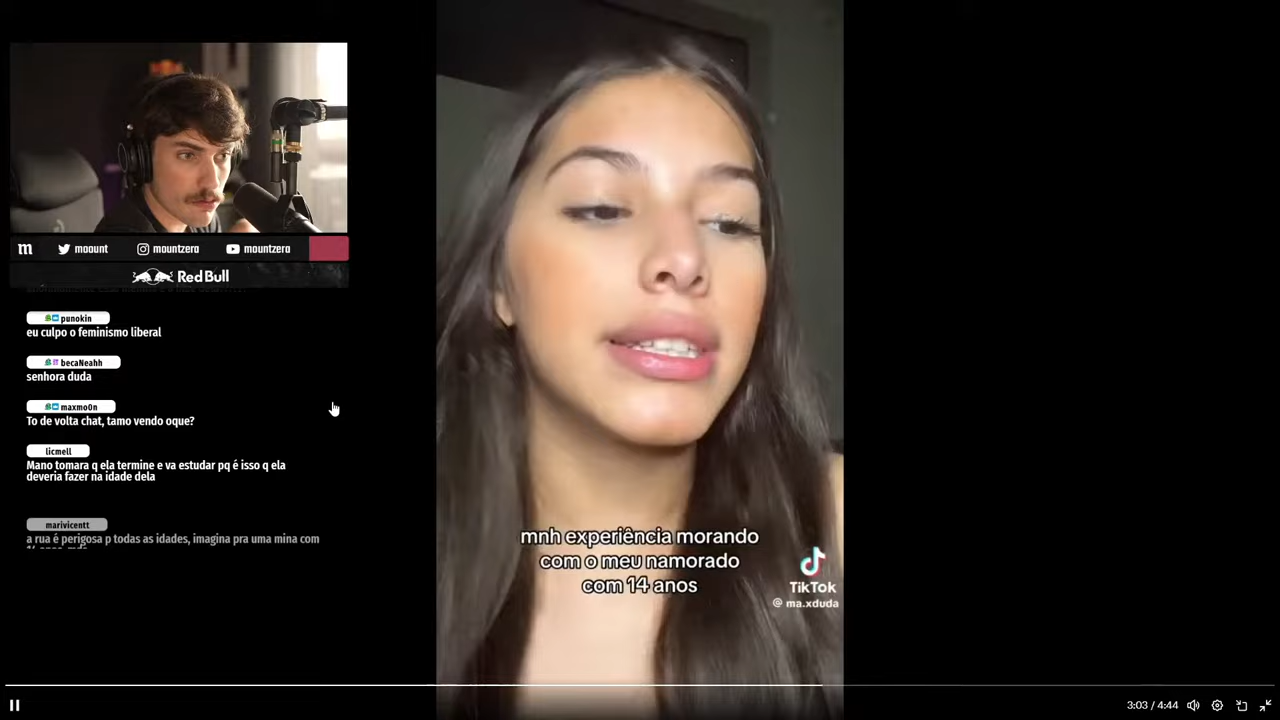 m moount mountzera mountzera
Red Bull
punokin
eu culpo o feminismo liberal
becaNeahh
senhora duda
maxmo0n
To de volta chat, tamo vendo oque?
licmell
Mano tomara q ela termine e va estudar pq é isso q ela
deveria fazer na idade dela
marivicentt
a rua é perigosa p todas as idades, imagina pra uma mina com
mnh experiência morando
com o meu namorado
com 14 anos
TikTok
@ ma.xduda
3:03 / 4:44